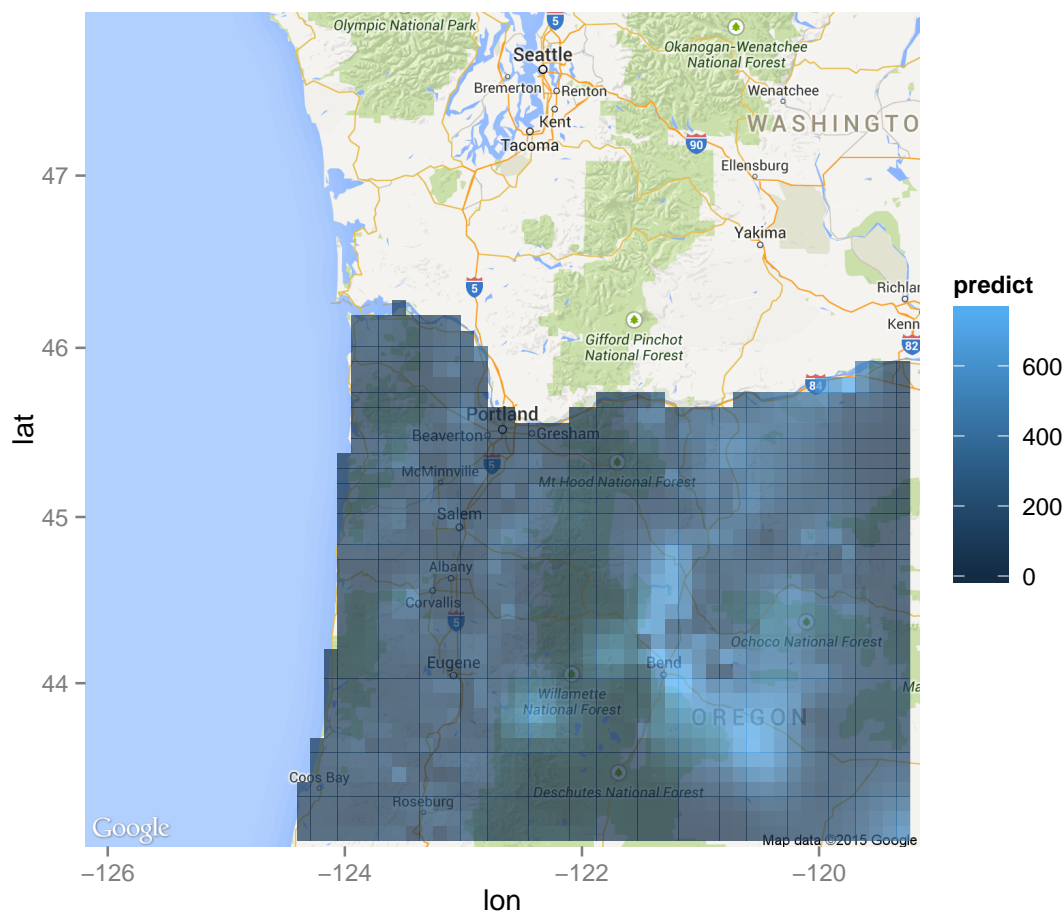 Olympic National Park
5
Seattle
Okanogan-Wenatchee
National Forest
Bremerton
Renton
Wenatchee
Kent
Tacoma
WASHINGTO
90
Ellensburg
47
Yakima
Richlan
5
Kenn
predict
46
Gifford Pinchot
National Forest
82
84
600
Portland
Beaverton
Gresham
400
lat
McMinnville
5
Mt Hood National Forest
200
45
Salem
0
Albany
Corvallis
5
Ochoco National Forest
44
Eugene
Bend
Willamette
National Forest
Ma
OREGON
Coos Bay
Deschutes National Forest
Roseburg
Google
Map data ©2015 Google
−126
−124
−122
−120
lon